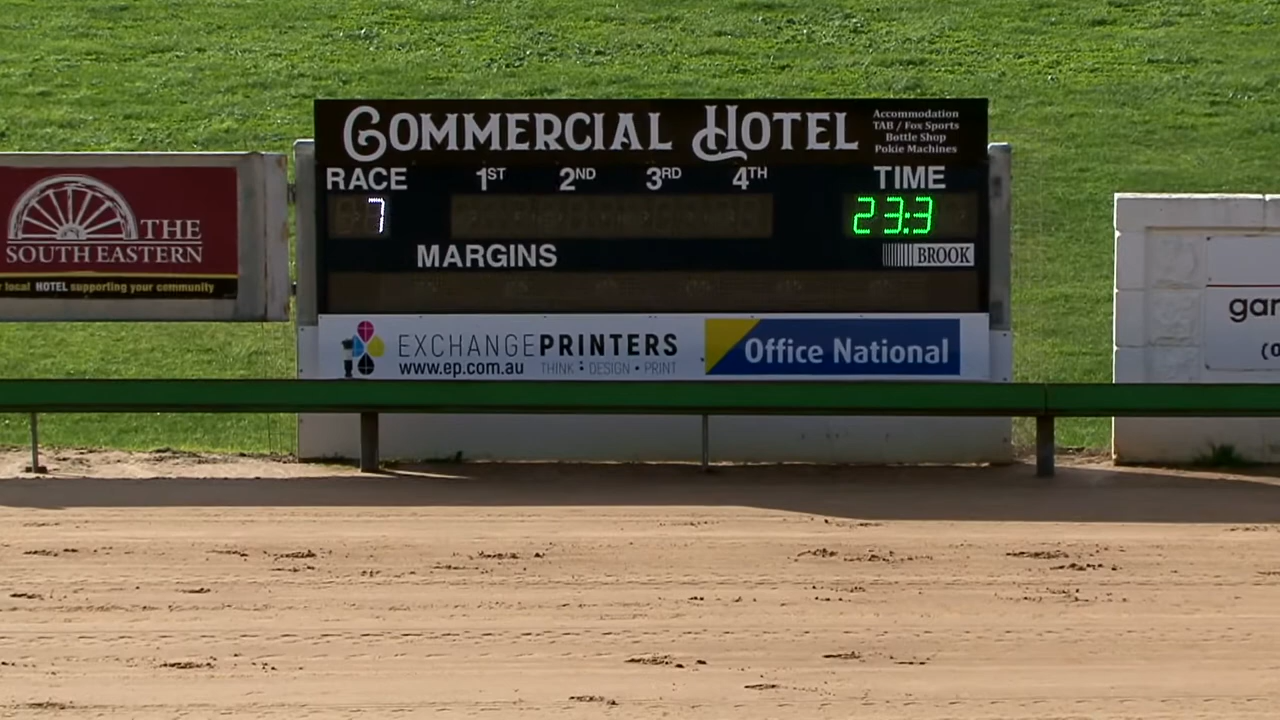 COMMERCIAL HOTEL
Accommodation
TAB / Fox Sports
Bottle Shop
Pokie Machines
RACE 1ST 2ND 3RD 4TH TIME
7 23:3
MARGINS BROOK
THE
SOUTH EASTERN
local HOTEL supporting your community
EXCHANGEPRINTERS
www.ep.com.au THINK : DESIGN • PRINT
Office National
gar
(0